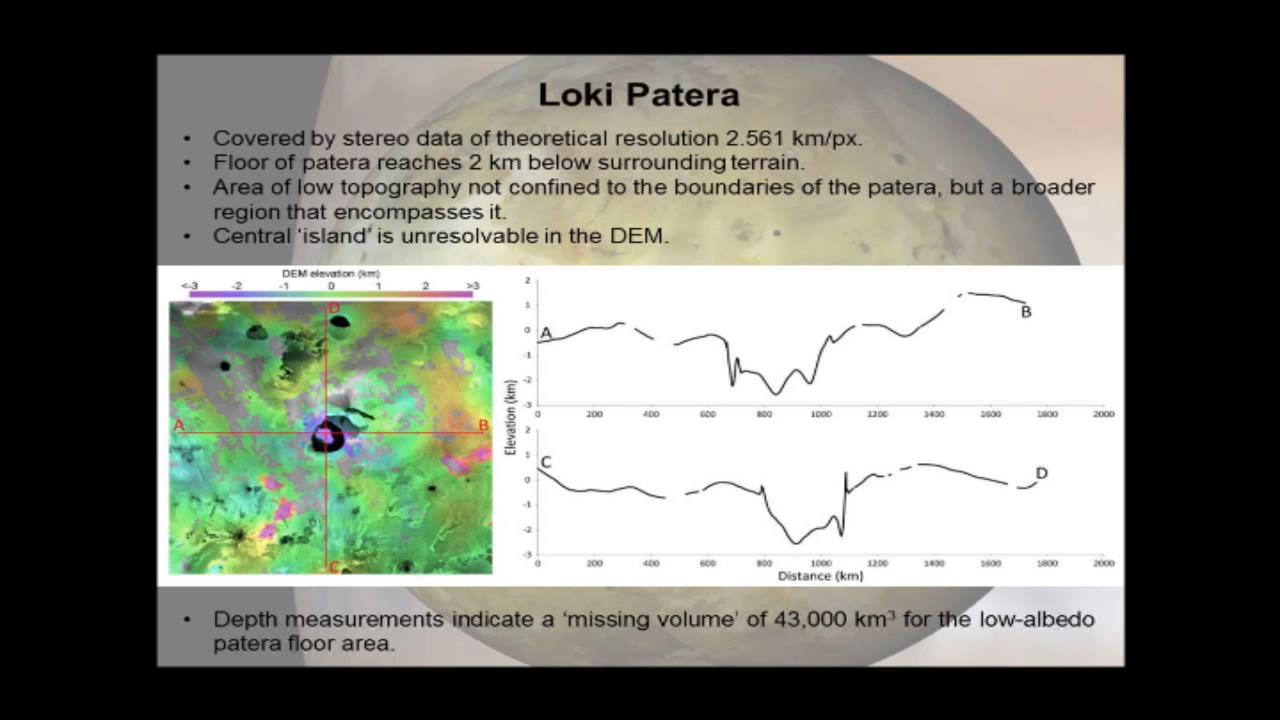 Loki Patera
• Covered by stereo data of theoretical resolution 2.561 km/px.
• Floor of patera reaches 2 km below surrounding terrain.
• Area of low topography not confined to the boundaries of the patera, but a broader
region that encompasses it.
• Central ‘island’ is unresolvable in the DEM.
DEM elevation (km)
<-3 -2 -1 0 1 2 >3
D
A B
C
Elevation (km)
2
1
0
-1
-2
-3
A
B
0 200 400 600 800 1000 1200 1400 1600 1800 2000
2
1
0
-1
-2
-3
C
D
0 200 400 600 800 1000 1200 1400 1600 1800 2000
Distance (km)
• Depth measurements indicate a ‘missing volume’ of 43,000 km³ for the low-albedo
patera floor area.